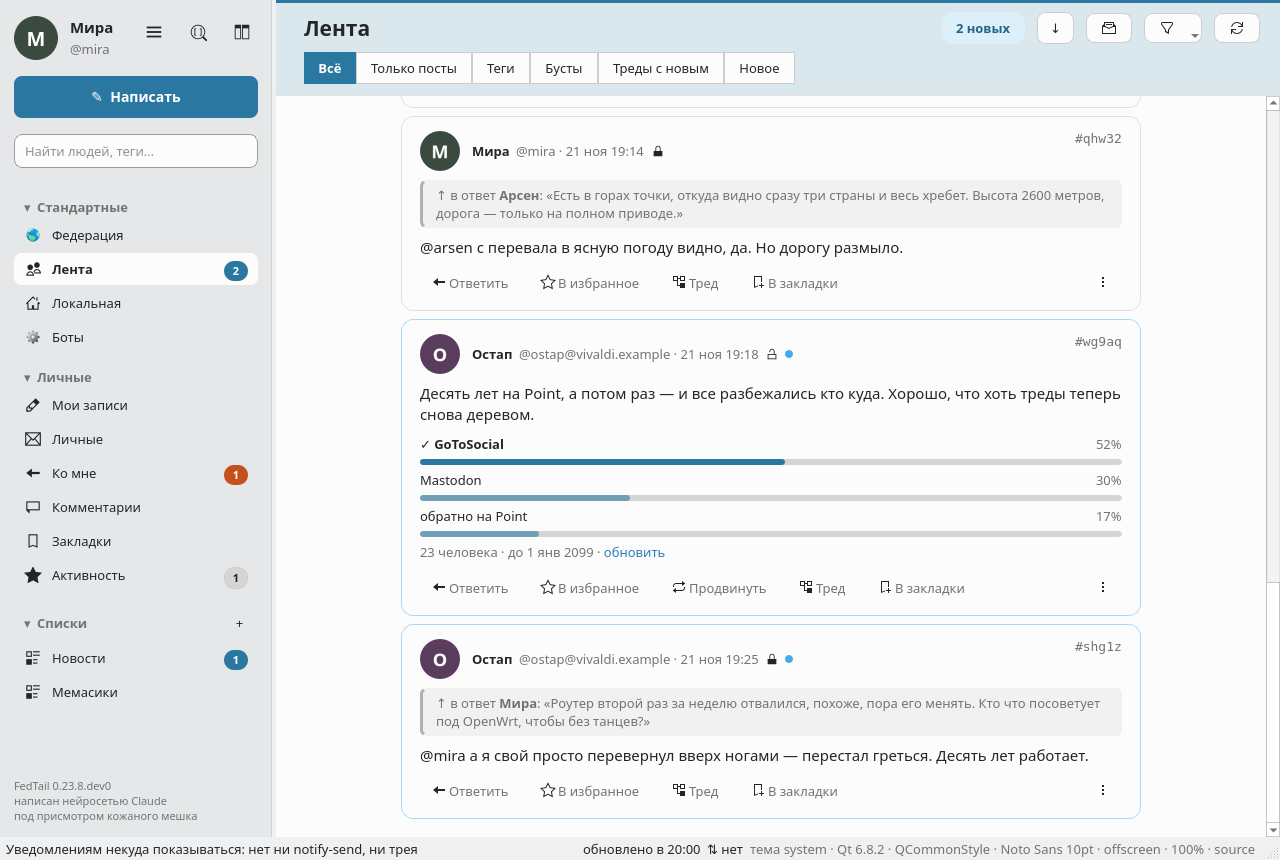 М
Мира
@mira
✎ Написать
Найти людей, теги...
▾ Стандартные
Федерация
Лента 2
Локальная
Боты
▾ Личные
Мои записи
Личные
Ко мне 1
Комментарии
Закладки
Активность 1
▾ Списки +
Новости 1
Мемасики
FedTail 0.23.8.dev0
написан нейросетью Claude
под присмотром кожаного мешка
Лента
2 новых
Всё Только посты Теги Бусты Треды с новым Новое
М
Мира @mira · 21 ноя 19:14
#qhw32
↑ в ответ Арсен: «Есть в горах точки, откуда видно сразу три страны и весь хребет. Высота 2600 метров,
дорога — только на полном приводе.»
@arsen с перевала в ясную погоду видно, да. Но дорогу размыло.
Ответить В избранное Тред В закладки
О
Остап @ostap@vivaldi.example · 21 ноя 19:18
#wg9aq
Десять лет на Point, а потом раз — и все разбежались кто куда. Хорошо, что хоть треды теперь
снова деревом.
✓ GoToSocial 52%
Mastodon 30%
обратно на Point 17%
23 человека · до 1 янв 2099 · обновить
Ответить В избранное Продвинуть Тред В закладки
О
Остап @ostap@vivaldi.example · 21 ноя 19:25
#shg1z
↑ в ответ Мира: «Роутер второй раз за неделю отвалился, похоже, пора его менять. Кто что посоветует
под OpenWrt, чтобы без танцев?»
@mira а я свой просто перевернул вверх ногами — перестал греться. Десять лет работает.
Ответить В избранное Тред В закладки
Уведомлениям некуда показываться: нет ни notify-send, ни трея
обновлено в 20:00 ⇅ нет тема system · Qt 6.8.2 · QCommonStyle · Noto Sans 10pt · offscreen · 100% · source